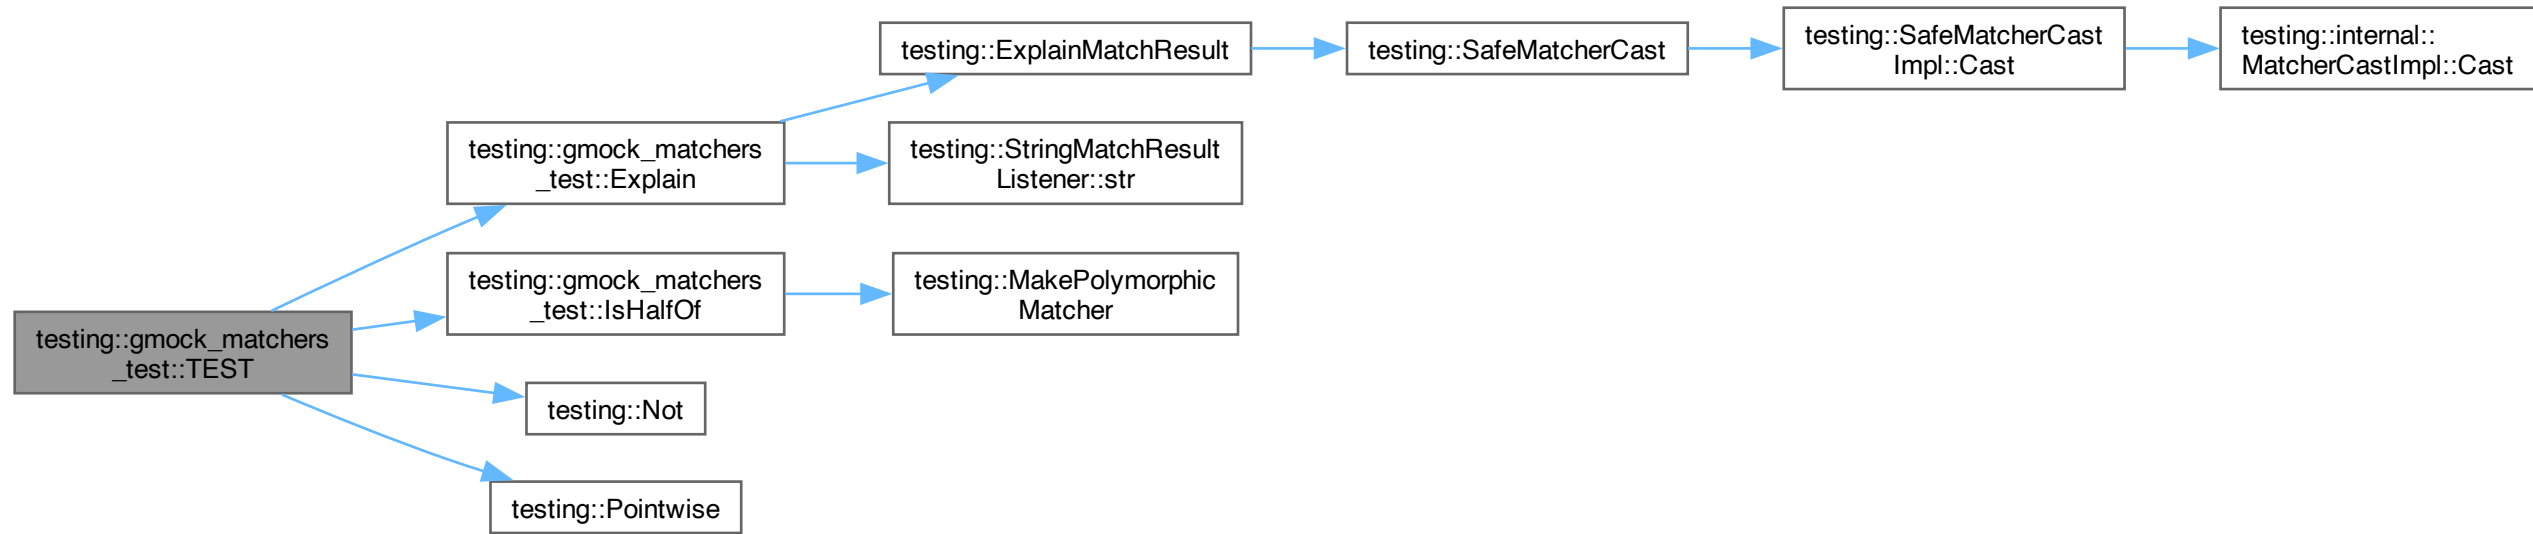 testing::gmock_matchers
_test::TEST
testing::gmock_matchers
_test::Explain
testing::ExplainMatchResult
testing::SafeMatcherCast
testing::SafeMatcherCast
Impl::Cast
testing::internal::
MatcherCastImpl::Cast
testing::StringMatchResult
Listener::str
testing::gmock_matchers
_test::IsHalfOf
testing::MakePolymorphic
Matcher
testing::Not
testing::Pointwise